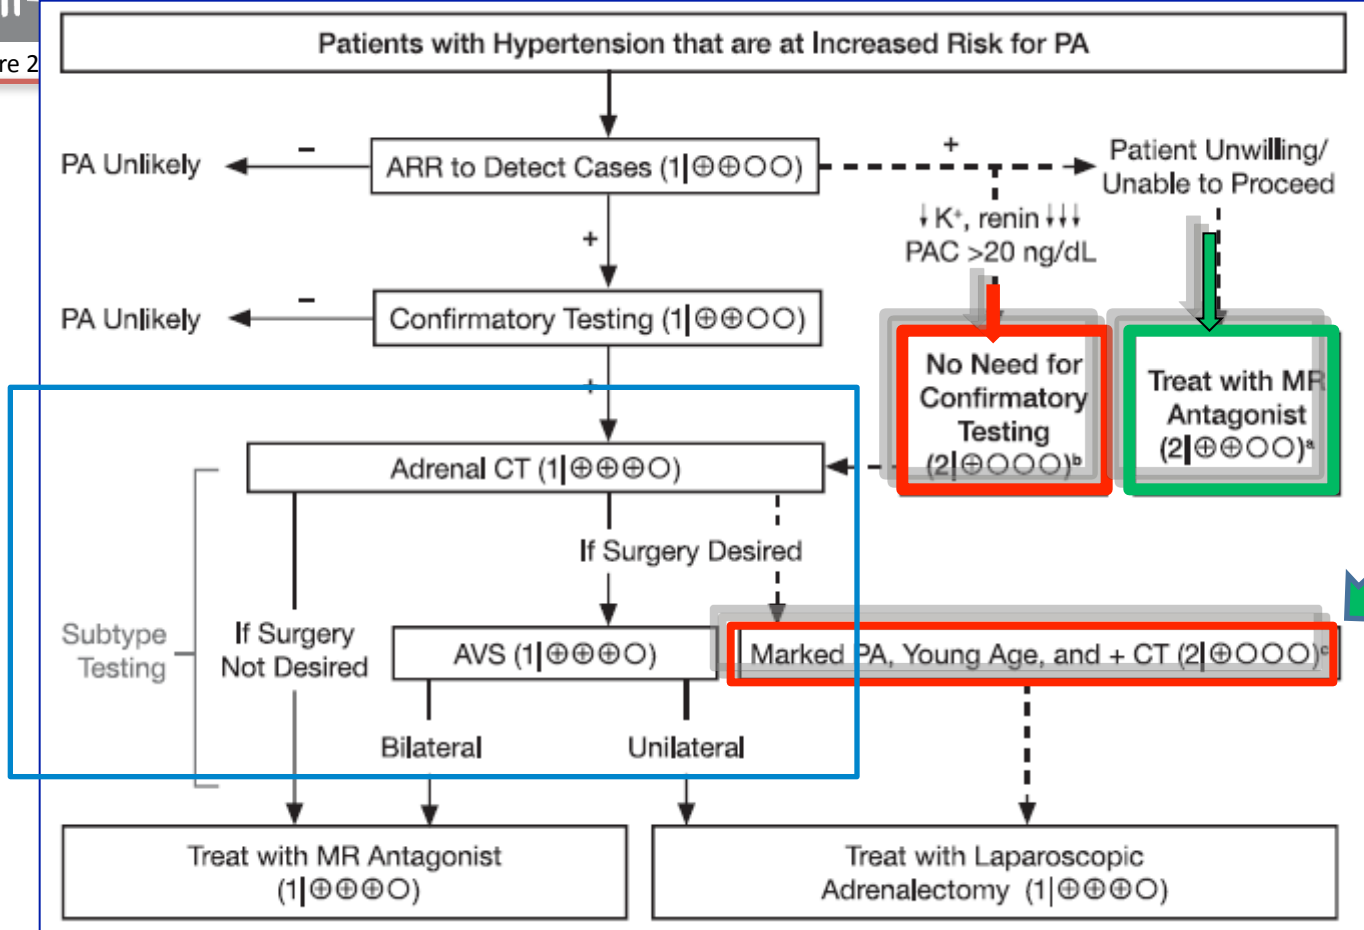 re 2
Patients with Hypertension that are at Increased Risk for PA
PA Unlikely
−
ARR to Detect Cases (1|⊕⊕○○)
+
Patient Unwilling/
Unable to Proceed
↓K⁺, renin ↓↓↓
PAC >20 ng/dL
+
PA Unlikely
−
Confirmatory Testing (1|⊕⊕○○)
No Need for
Confirmatory
Testing
(2|⊕○○○)ᵇ
Treat with MR
Antagonist
(2|⊕⊕○○)ᵃ
+
Adrenal CT (1|⊕⊕⊕○)
If Surgery Desired
Subtype
Testing
If Surgery
Not Desired
AVS (1|⊕⊕⊕○)
Marked PA, Young Age, and + CT (2|⊕○○○)ᶜ
Bilateral
Unilateral
Treat with MR Antagonist
(1|⊕⊕⊕○)
Treat with Laparoscopic
Adrenalectomy (1|⊕⊕⊕○)